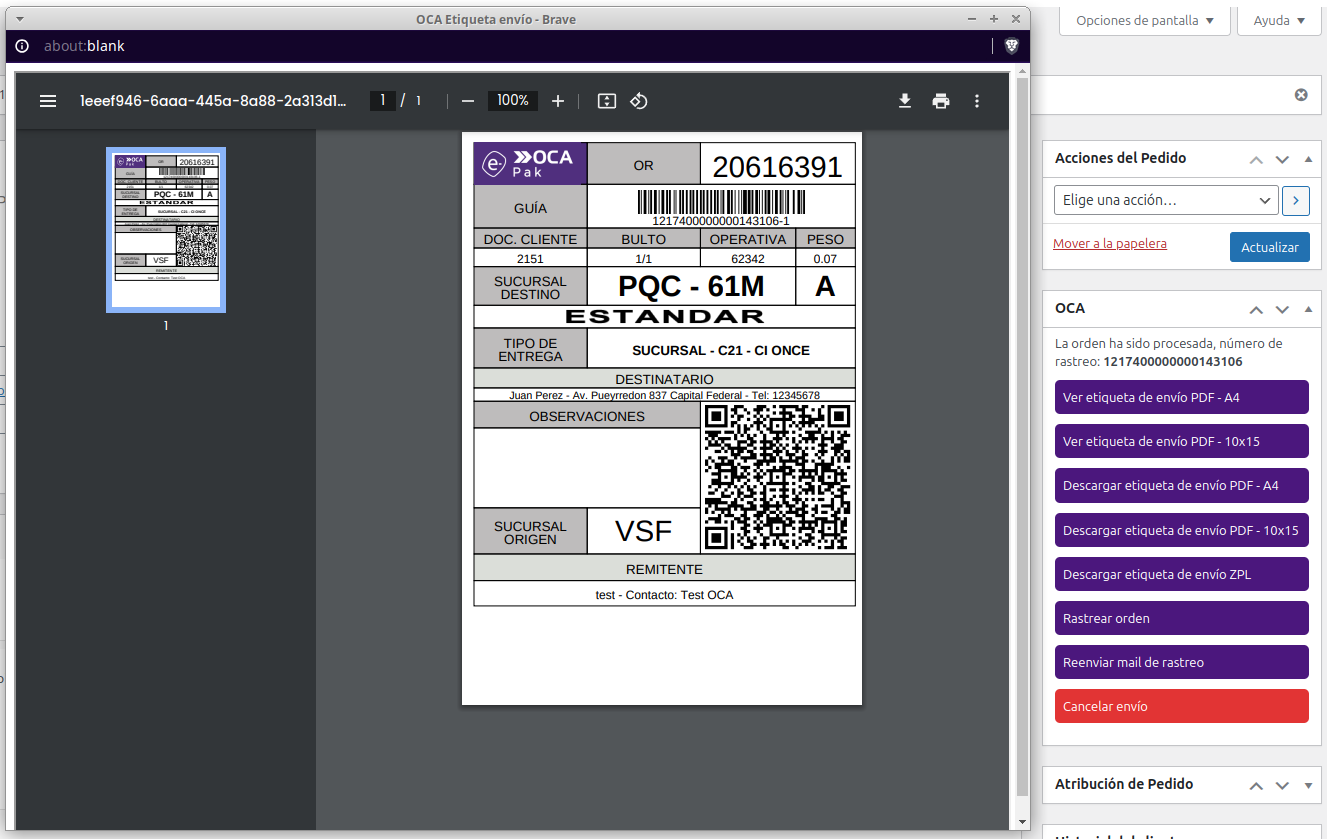 OCA Etiqueta envío - Brave
about:blank
1eeef946-6aaa-445a-8a88-2a313d1...
1 / 1
100%
1
OCA
Pak
OR
20616391
GUÍA
1217400000000143106-1
DOC. CLIENTE BULTO OPERATIVA PESO
2151 1/1 62342 0.07
SUCURSAL
DESTINO
PQC - 61M
A
ESTANDAR
TIPO DE
ENTREGA
SUCURSAL - C21 - CI ONCE
DESTINATARIO
Juan Perez - Av. Pueyrredon 837 Capital Federal - Tel: 12345678
OBSERVACIONES
SUCURSAL
ORIGEN
VSF
REMITENTE
test - Contacto: Test OCA
Opciones de pantalla
Ayuda
Acciones del Pedido
Elige una acción...
Mover a la papelera
Actualizar
OCA
La orden ha sido procesada, número de
rastreo: 1217400000000143106
Ver etiqueta de envío PDF - A4
Ver etiqueta de envío PDF - 10x15
Descargar etiqueta de envío PDF - A4
Descargar etiqueta de envío PDF - 10x15
Descargar etiqueta de envío ZPL
Rastrear orden
Reenviar mail de rastreo
Cancelar envío
Atribución de Pedido